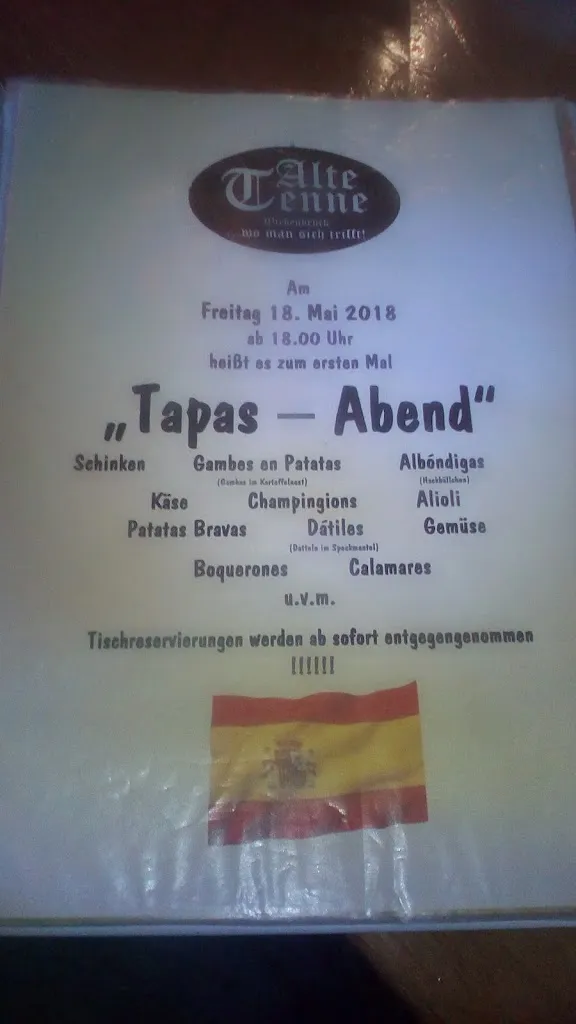 Alte
Tenne
wo man sich trifft!
Am
Freitag 18. Mai 2018
ab 18.00 Uhr
heißt es zum ersten Mal
„Tapas – Abend“
Schinken Gambas en Patatas Albóndigas
(Gambas im Kartoffelnest) (Hackbällchen)
Käse Champingions Alioli
Patatas Bravas Dátiles Gemüse
(Datteln im Speckmantel)
Boquerones Calamares
u.v.m.
Tischreservierungen werden ab sofort entgegengenommen
!!!!!!